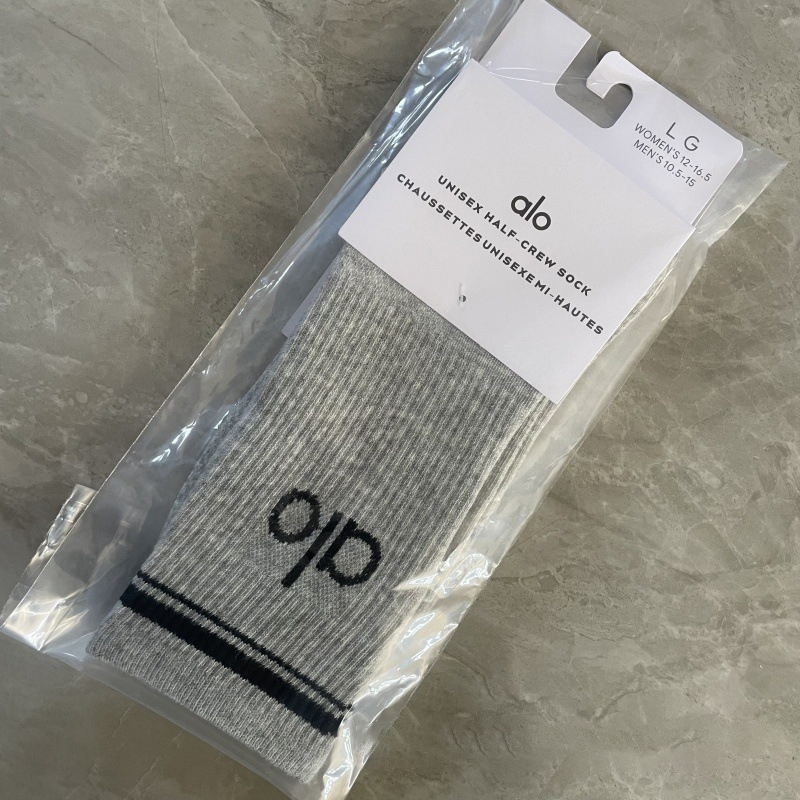 L G
WOMEN'S 12-16.5
MEN'S 10.5-15
alo
UNISEX HALF-CREW SOCK
CHAUSSETTES UNISEXE MI-HAUTES
alo